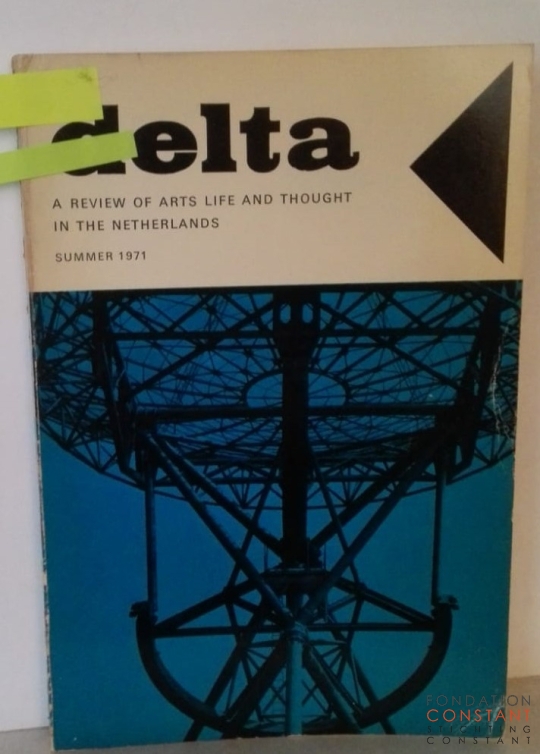 delta
A REVIEW OF ARTS LIFE AND THOUGHT
IN THE NETHERLANDS
SUMMER 1971
FONDATION
CONSTANT
STICHTING
CONSTANT